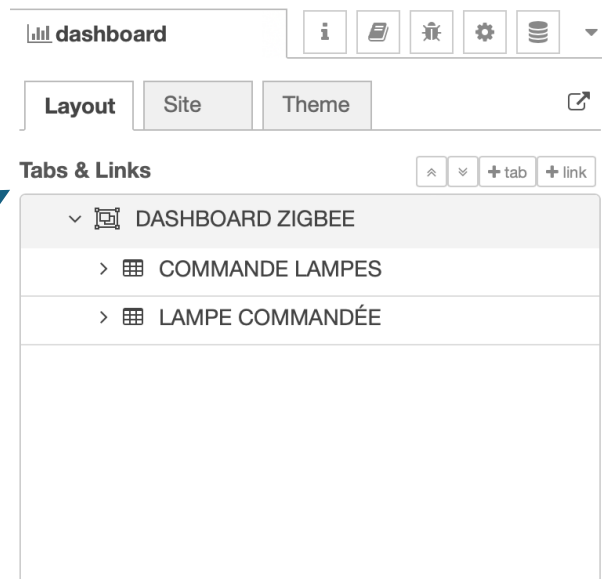 dashboard
Layout Site Theme
Tabs & Links + tab + link
DASHBOARD ZIGBEE
COMMANDE LAMPES
LAMPE COMMANDÉE